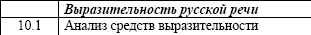 Выразительность русской речи
10.1 Анализ средств выразительности